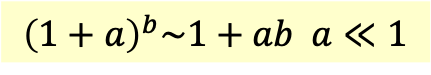 (1 + a)ᵇ~1 + ab a ≪ 1